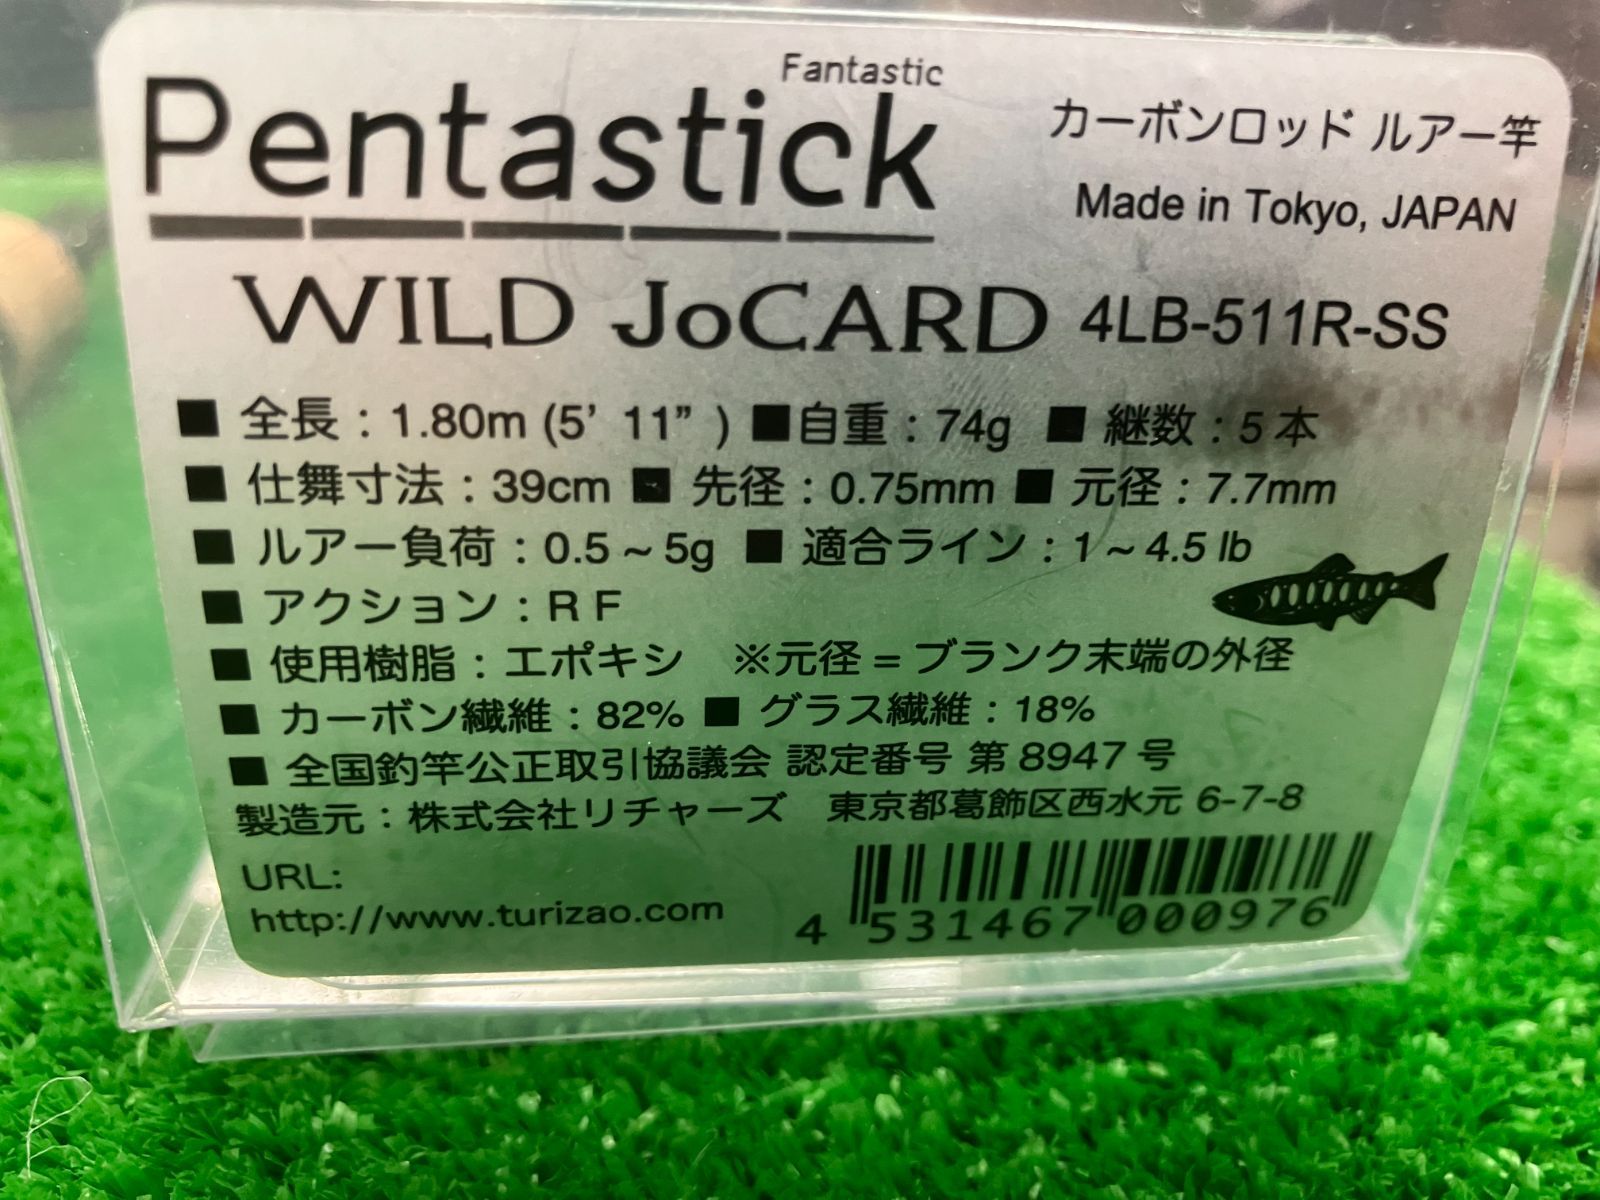 Fantastic
Pentastick
カーボンロッド ルアー竿
Made in Tokyo, JAPAN
WILD JoCARD 4LB-511R-SS
■ 全長：1.80m (5’ 11” ) ■自重：74g ■ 継数：5 本
■ 仕舞寸法：39cm ■ 先径：0.75mm ■ 元径：7.7mm
■ ルアー負荷：0.5～5g ■ 適合ライン：1～4.5 lb
■ アクション：R F
■ 使用樹脂：エポキシ ※元径＝ブランク末端の外径
■ カーボン繊維：82% ■ グラス繊維：18%
■ 全国釣竿公正取引協議会 認定番号 第 8947 号
製造元：株式会社リチャーズ 東京都葛飾区西水元 6-7-8
URL:
http://www.turizao.com
4 531467 000976